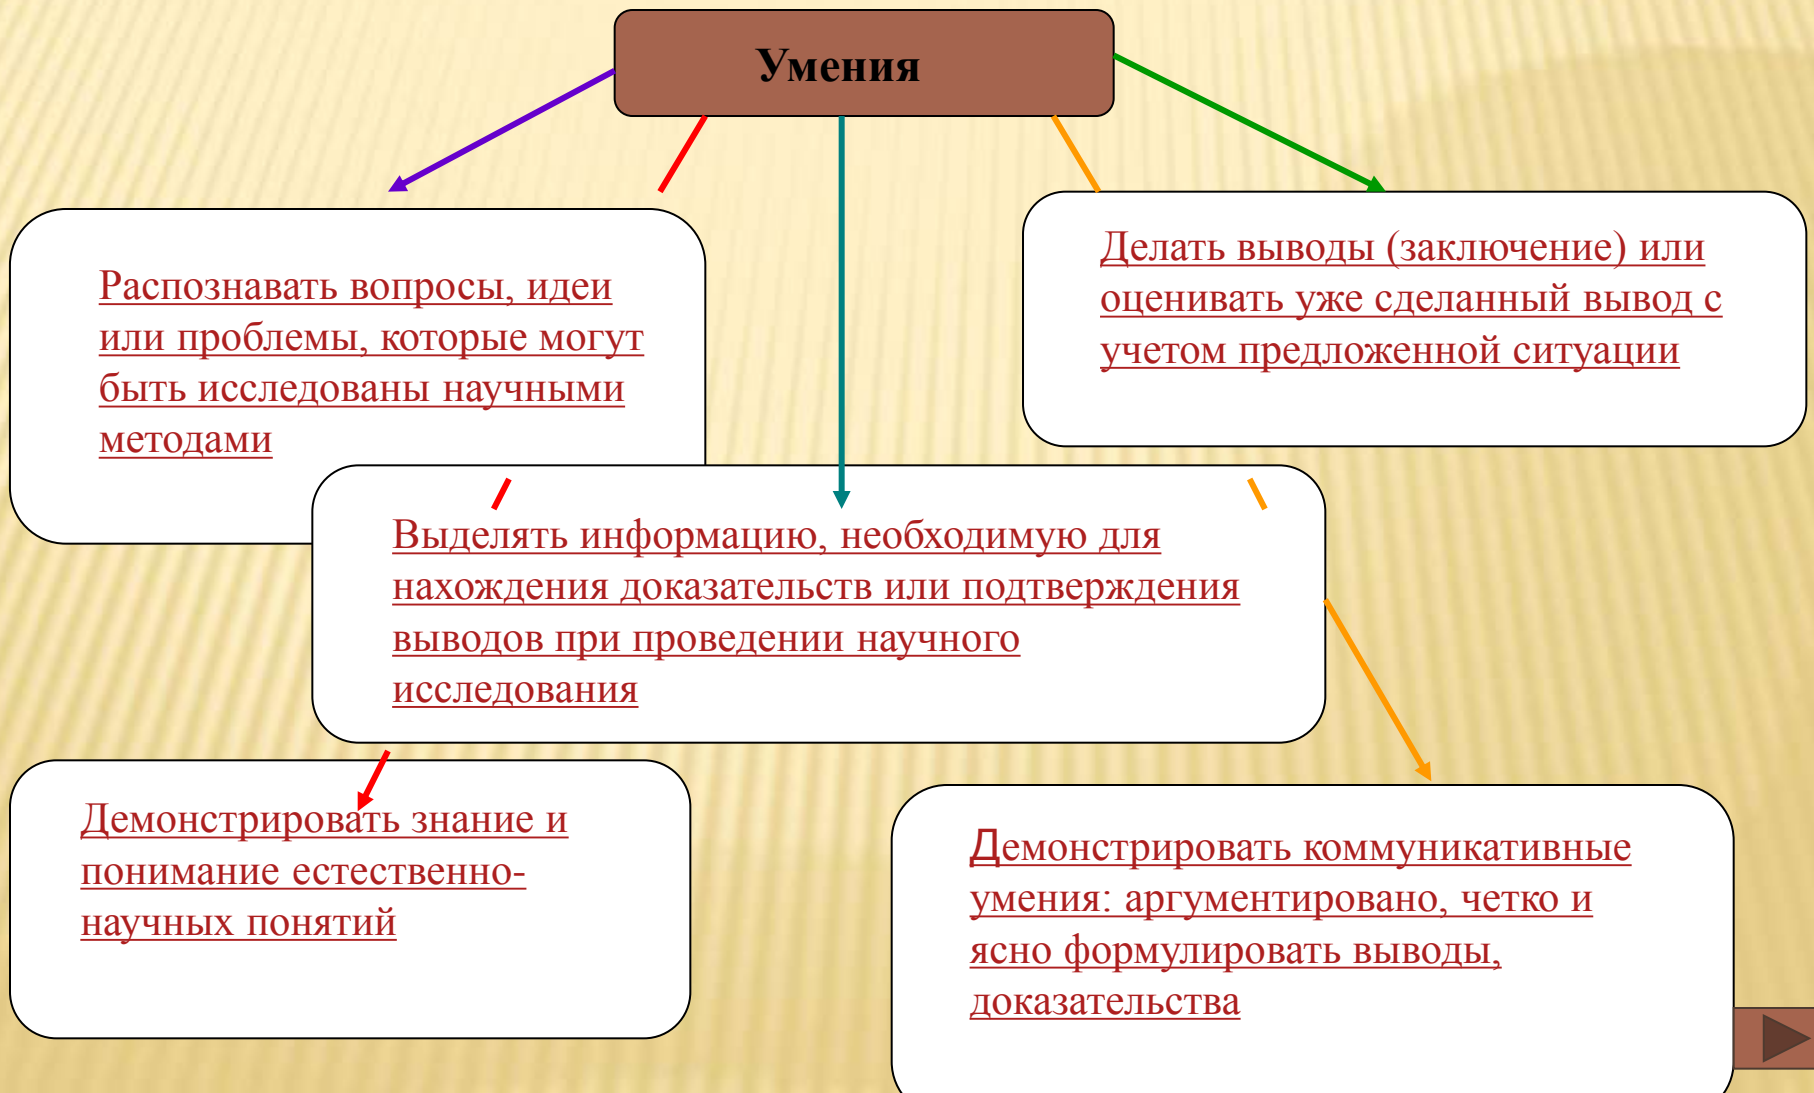 Умения
Распознавать вопросы, идеи
или проблемы, которые могут
быть исследованы научными
методами
Делать выводы (заключение) или
оценивать уже сделанный вывод с
учетом предложенной ситуации
Выделять информацию, необходимую для
нахождения доказательств или подтверждения
выводов при проведении научного
исследования
Демонстрировать знание и
понимание естественно-
научных понятий
Демонстрировать коммуникативные
умения: аргументировано, четко и
ясно формулировать выводы,
доказательства